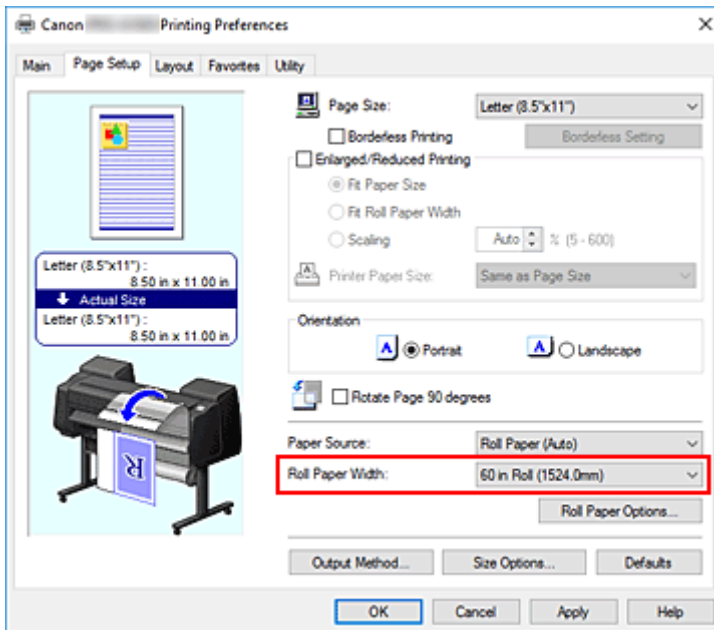 Canon Printing Preferences
Main Page Setup Layout Favorites Utility
Page Size: Letter (8.5"x11")
Borderless Printing Borderless Setting
Enlarged/Reduced Printing
Fit Paper Size
Fit Roll Paper Width
Scaling Auto % (5 - 600)
Printer Paper Size: Same as Page Size
Letter (8.5"x11") :
8.50 in x 11.00 in
Actual Size
Letter (8.5"x11") :
8.50 in x 11.00 in
Orientation
A Portrait A Landscape
Rotate Page 90 degrees
Paper Source: Roll Paper (Auto)
Roll Paper Width: 60 in Roll (1524.0mm)
R
Roll Paper Options...
Output Method... Size Options... Defaults
OK Cancel Apply Help